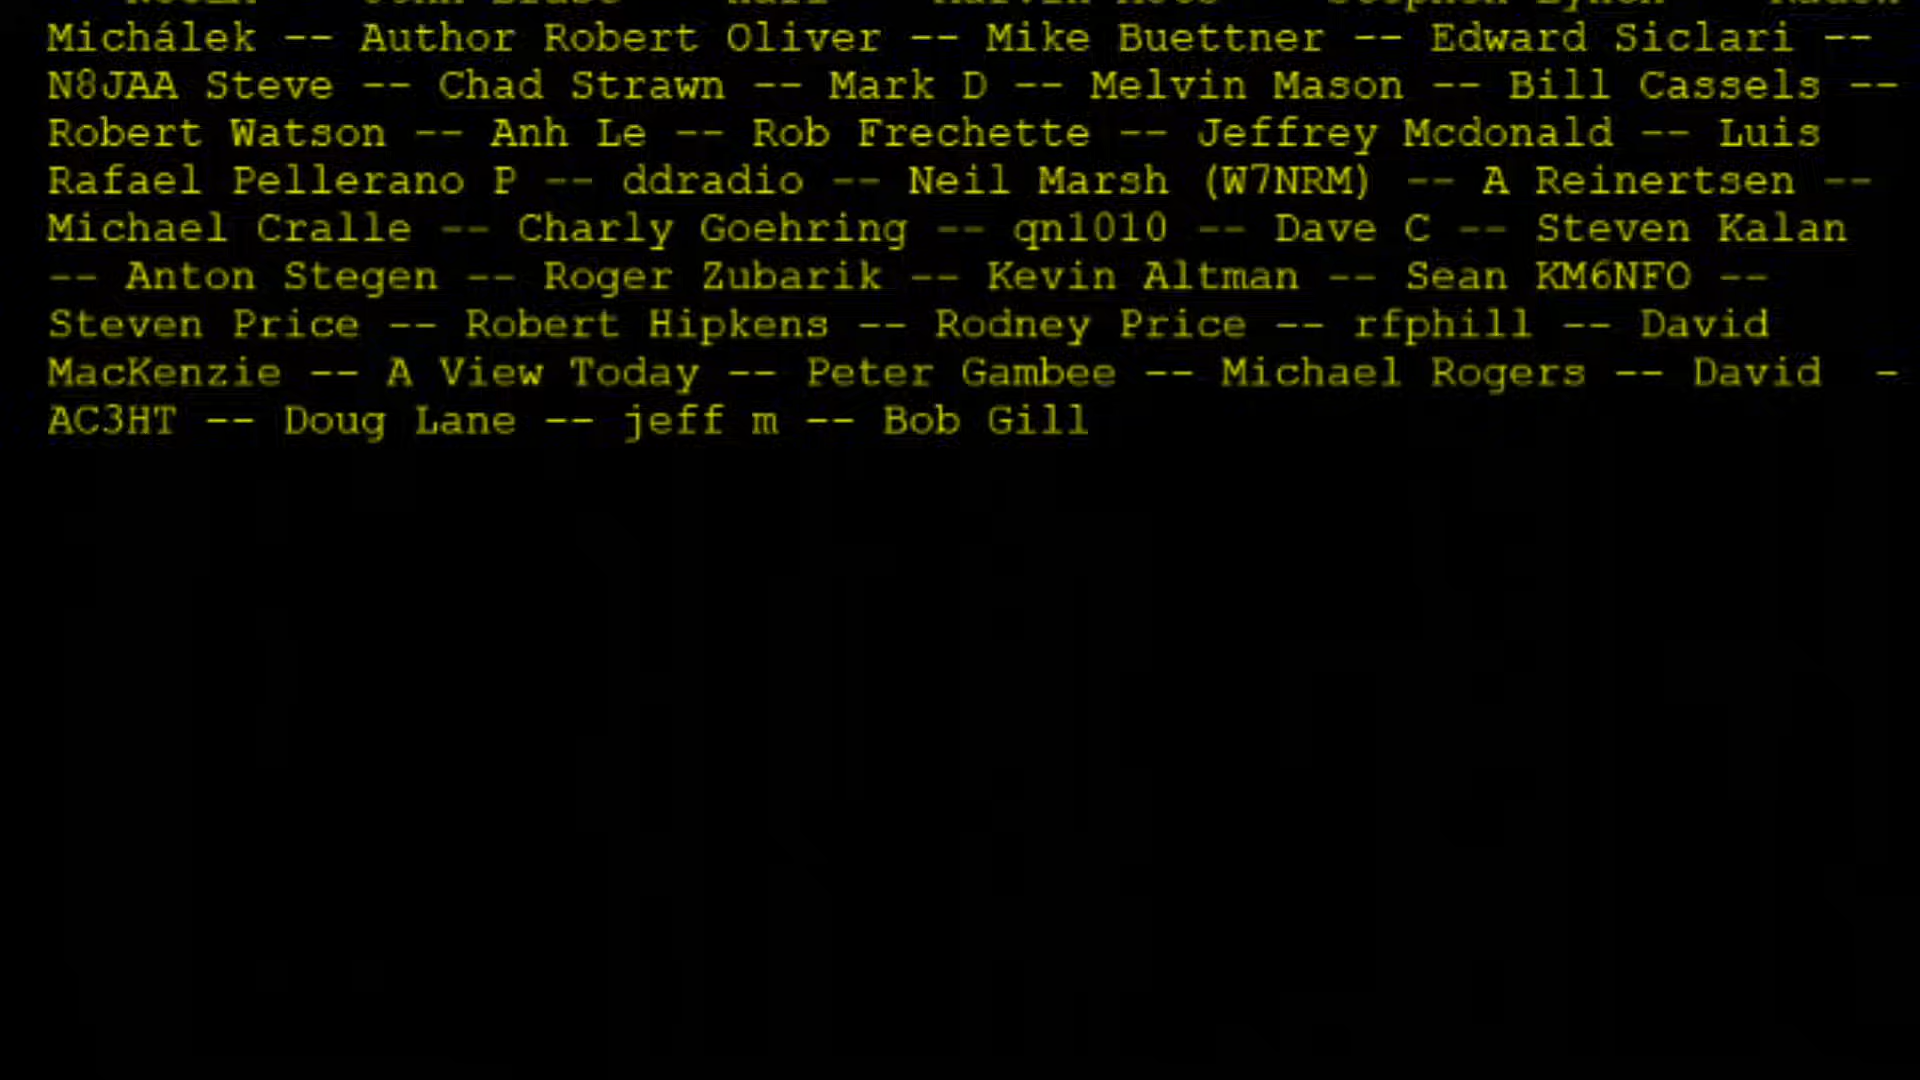 Michálek -- Author Robert Oliver -- Mike Buettner -- Edward Siclari --
N8JAA Steve -- Chad Strawn -- Mark D -- Melvin Mason -- Bill Cassels --
Robert Watson -- Anh Le -- Rob Frechette -- Jeffrey Mcdonald -- Luis
Rafael Pellerano P -- ddradio -- Neil Marsh (W7NRM) -- A Reinertsen --
Michael Cralle -- Charly Goehring -- qn1010 -- Dave C -- Steven Kalan
-- Anton Stegen -- Roger Zubarik -- Kevin Altman -- Sean KM6NFO --
Steven Price -- Robert Hipkens -- Rodney Price -- rfphill -- David
MacKenzie -- A View Today -- Peter Gambee -- Michael Rogers -- David  -
AC3HT -- Doug Lane -- jeff m -- Bob Gill